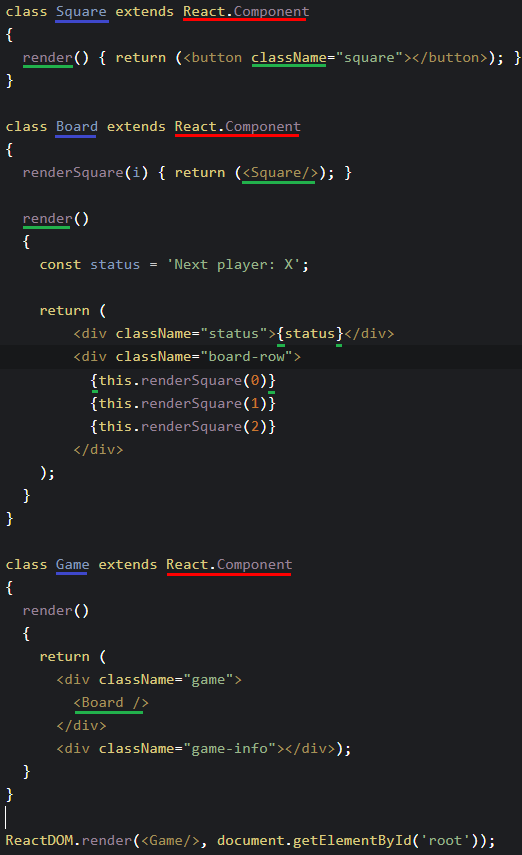 class Square extends React.Component
{
  render() { return (<button className="square"></button>); }
}

class Board extends React.Component
{
  renderSquare(i) { return (<Square/>); }

  render()
  {
    const status = 'Next player: X';

    return (
        <div className="status">{status}</div>
        <div className="board-row">
          {this.renderSquare(0)}
          {this.renderSquare(1)}
          {this.renderSquare(2)}
        </div>
    );
  }
}

class Game extends React.Component
{
  render()
  {
    return (
      <div className="game">
        <Board />
      </div>
      <div className="game-info"></div>);
  }
}

ReactDOM.render(<Game/>, document.getElementById('root'));